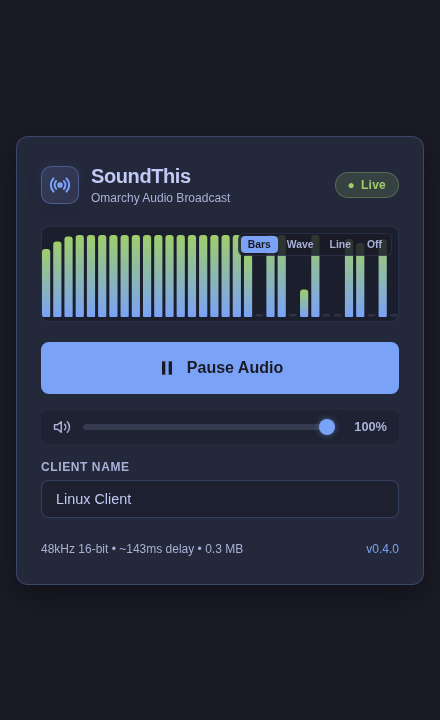 SoundThis
Omarchy Audio Broadcast
Live
Bars Wave Line Off
Pause Audio
100%
CLIENT NAME
Linux Client
48kHz 16-bit • ~143ms delay • 0.3 MB
v0.4.0